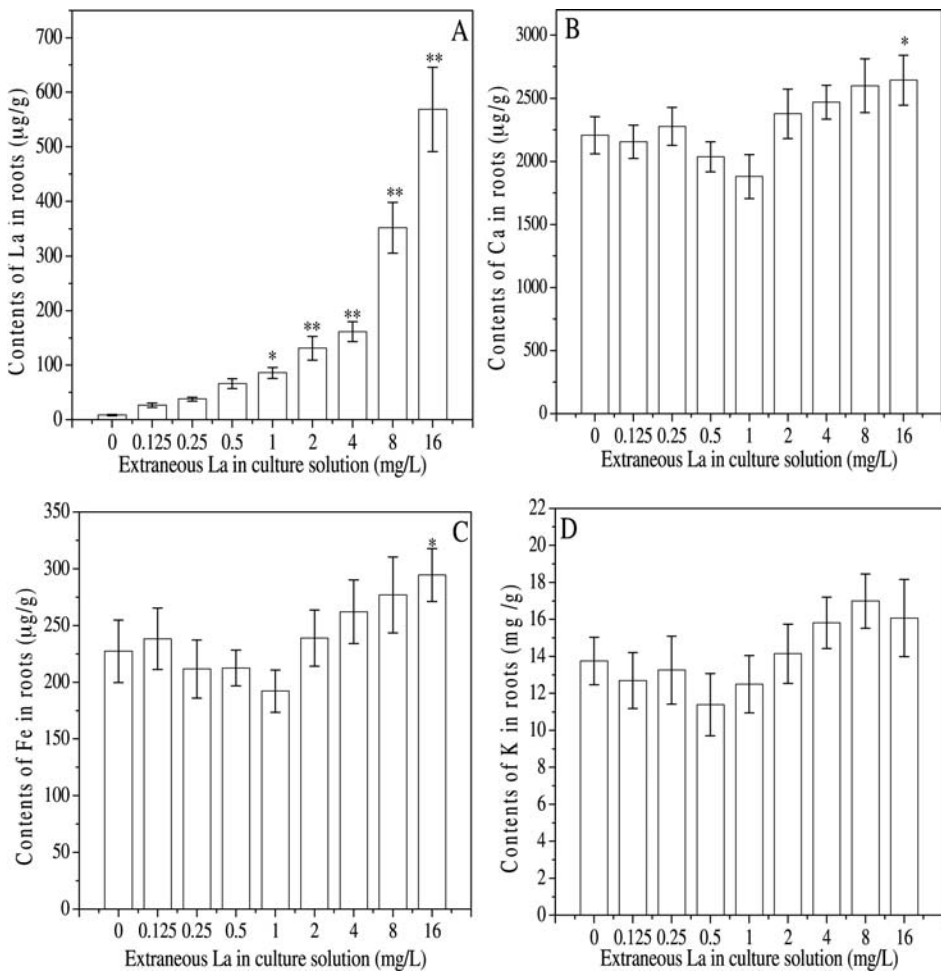 A
Contents of La in roots (µg/g)
700
600
500
400
300
200
100
0
* ** ** ** **
0 0.125 0.25 0.5 1 2 4 8 16
Extraneous La in culture solution (mg/L)
B
Contents of Ca in roots (µg/g)
3000
2500
2000
1500
1000
500
0
*
0 0.125 0.25 0.5 1 2 4 8 16
Extraneous La in culture solution (mg/L)
C
Contents of Fe in roots (µg/g)
350
300
250
200
150
100
50
0
*
0 0.125 0.25 0.5 1 2 4 8 16
Extraneous La in culture solution (mg/L)
D
Contents of K in roots (mg/g)
22
20
18
16
14
12
10
8
6
4
2
0
0 0.125 0.25 0.5 1 2 4 8 16
Extraneous La in culture solution (mg/L)